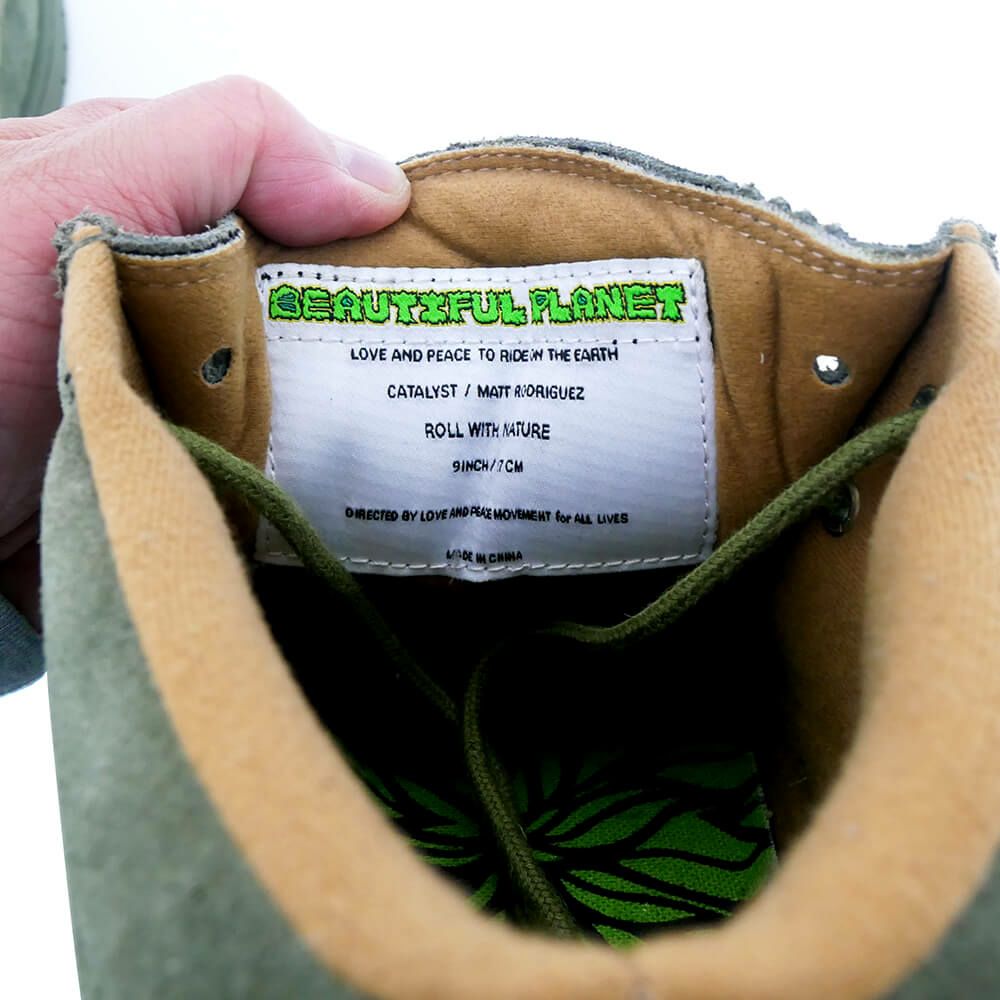 BEAUTIFUL PLANET
LOVE AND PEACE TO RIDE ON THE EARTH
CATALYST / MATT RODRIGUEZ
ROLL WITH NATURE
9INCH/ 7CM
DIRECTED BY LOVE AND PEACE MOVEMENT for ALL LIVES
MADE IN CHINA